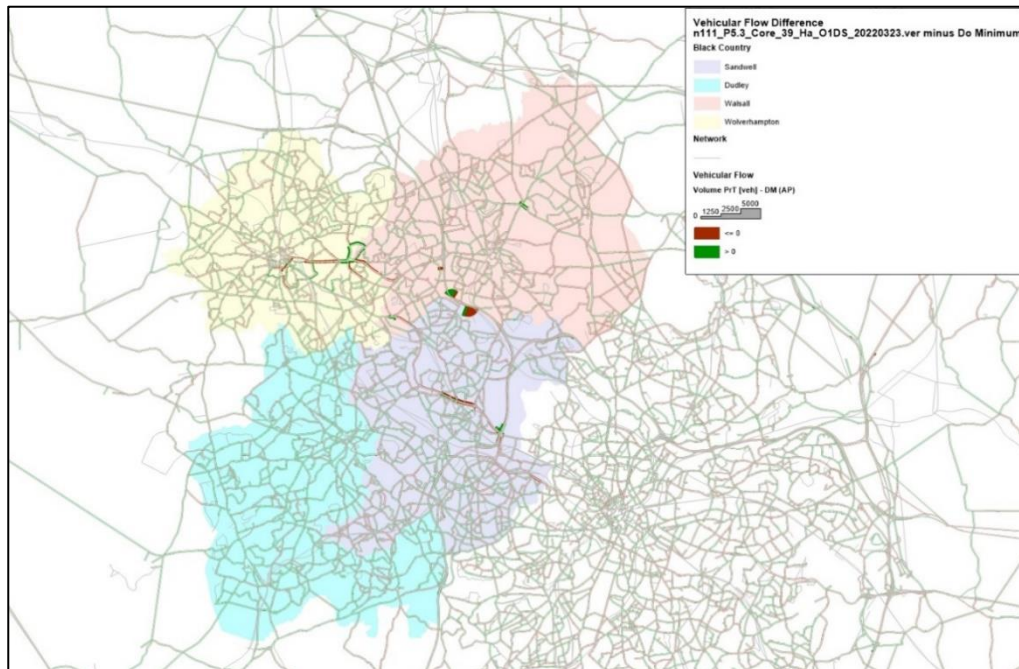 Vehicular Flow Difference
n111_P5.3_Core_39_Ha_O1DS_20220323.ver minus Do Minimum
Black Country
Sandwell
Dudley
Walsall
Wolverhampton
Network
Vehicular Flow
Volume PrT [veh] - DM (AP)
0 1250 2500 5000
<= 0
> 0